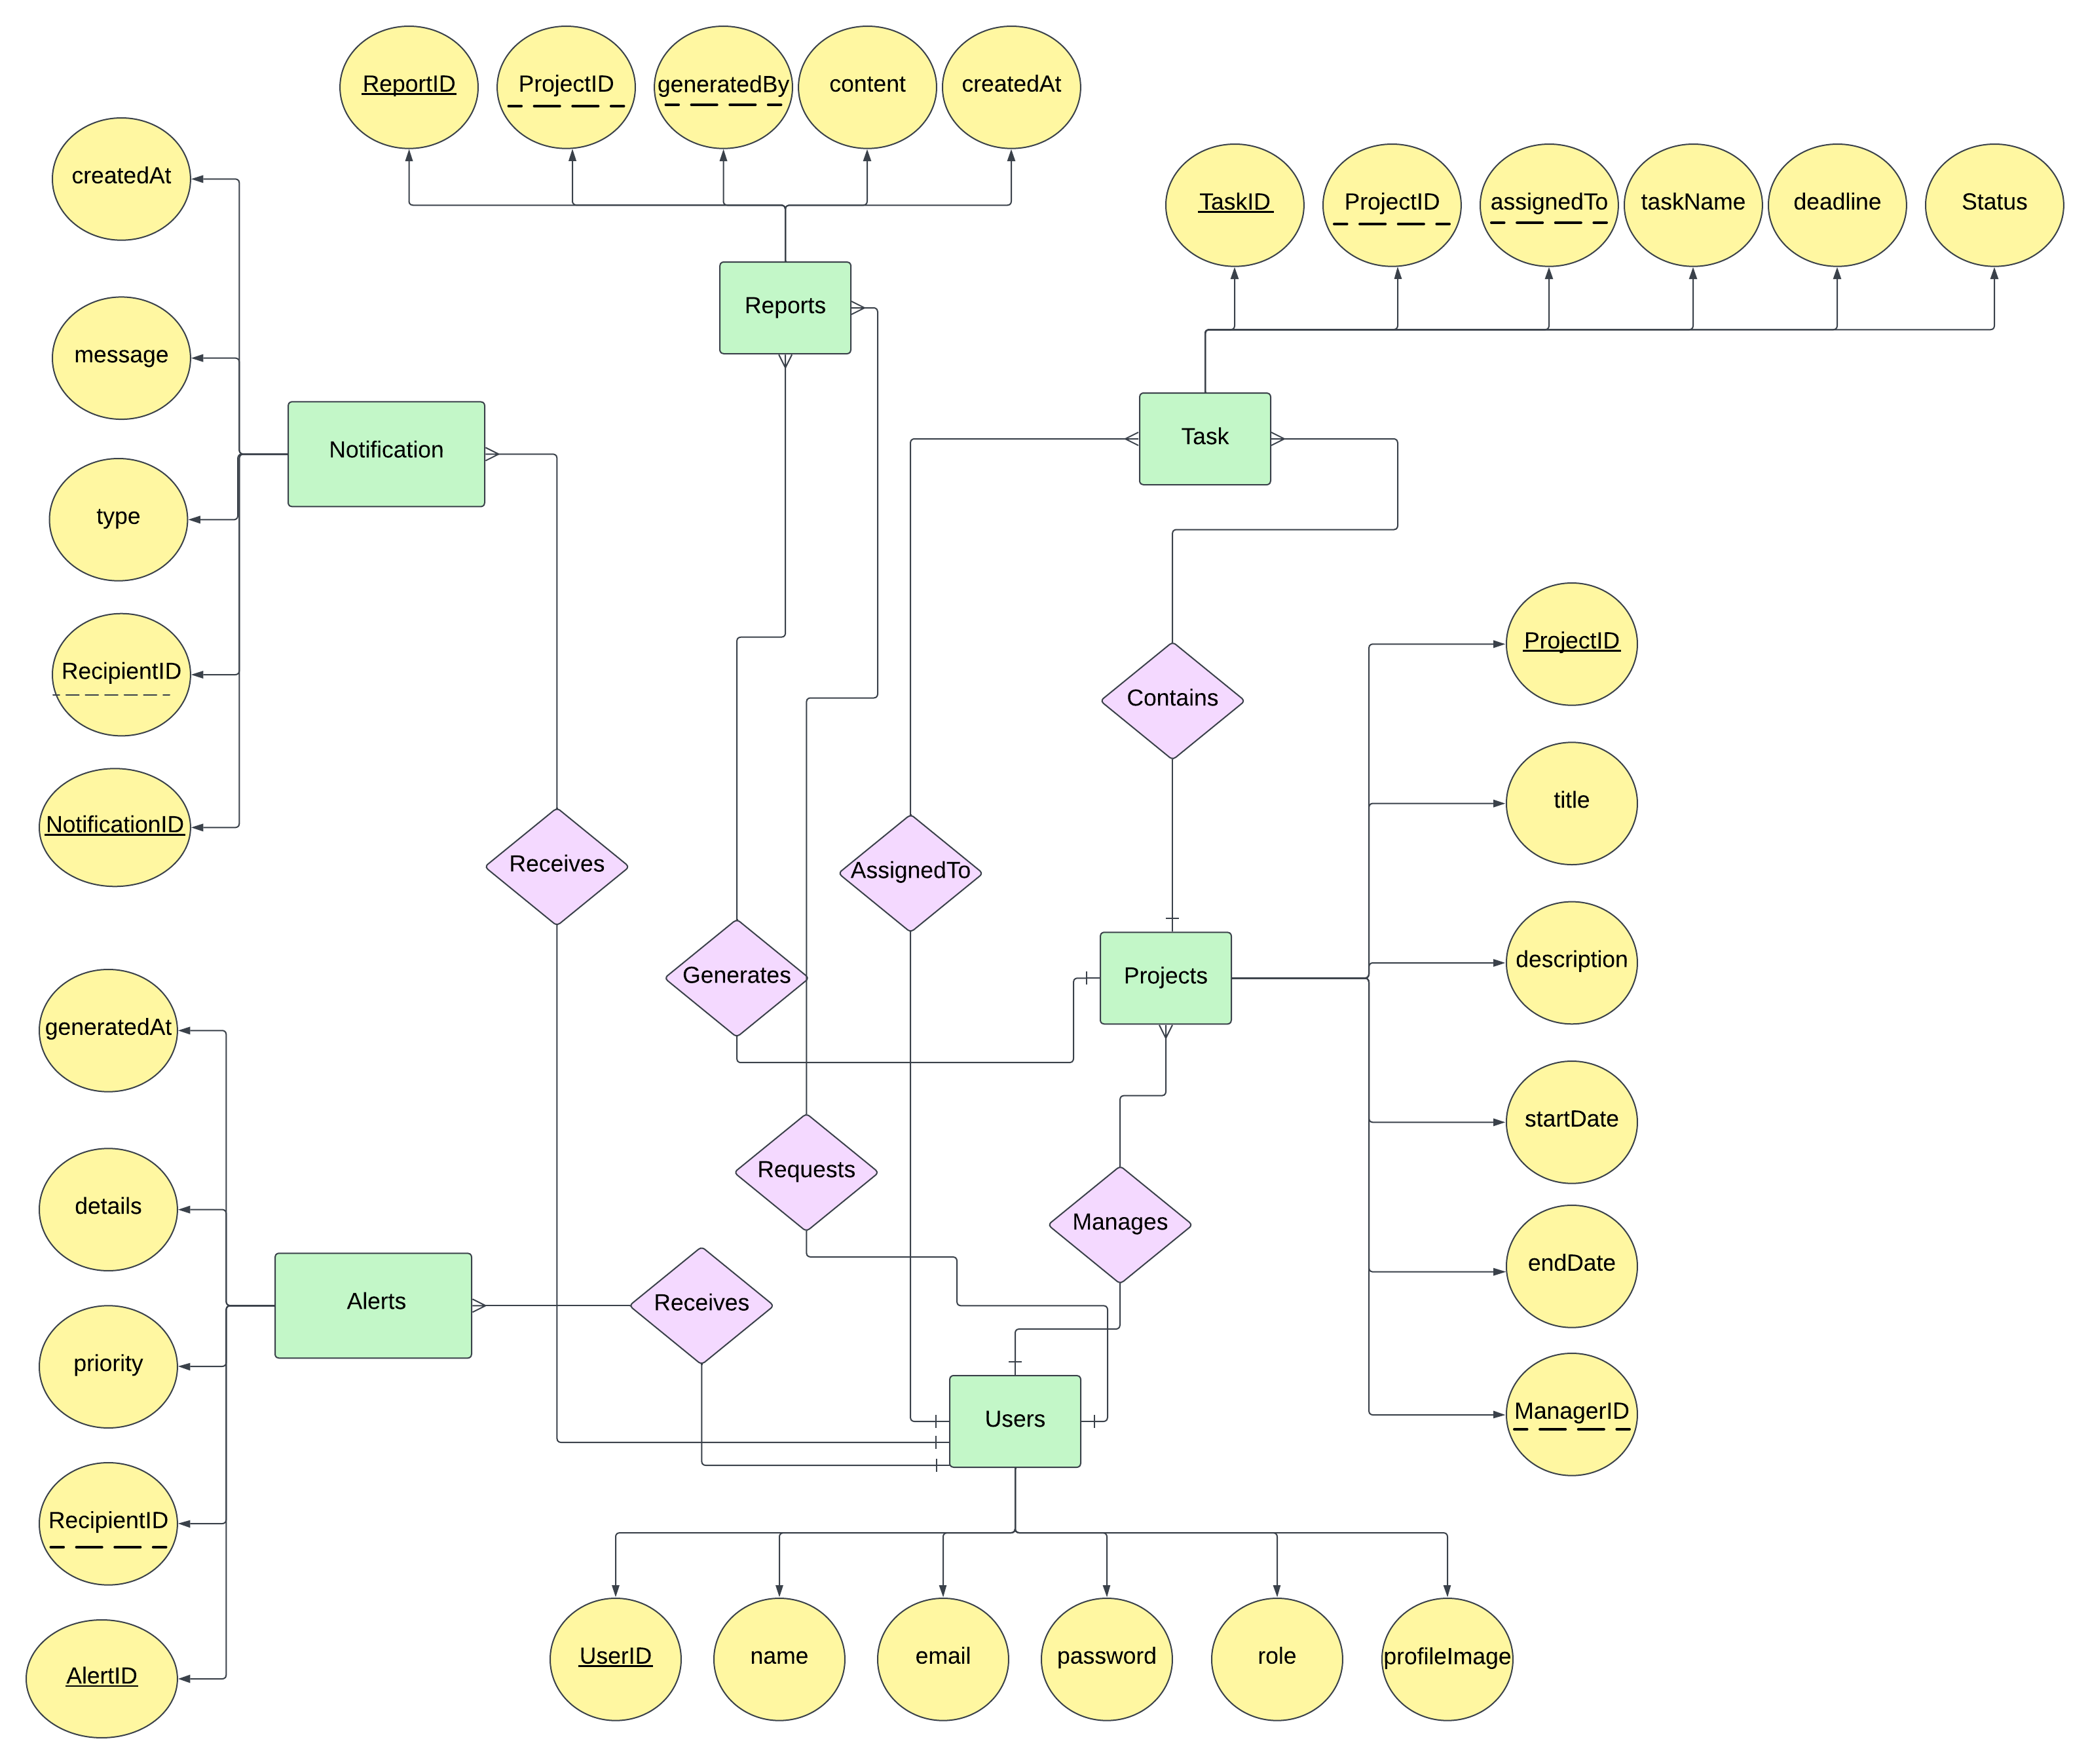 ReportID
ProjectID
generatedBy
content
createdAt
createdAt
TaskID
ProjectID
assignedTo
taskName
deadline
Status
Reports
message
Notification
Task
type
RecipientID
ProjectID
Contains
title
NotificationID
Receives
AssignedTo
description
Generates
Projects
generatedAt
startDate
Requests
details
Manages
endDate
Alerts
Receives
priority
ManagerID
Users
RecipientID
AlertID
UserID
name
email
password
role
profileImage